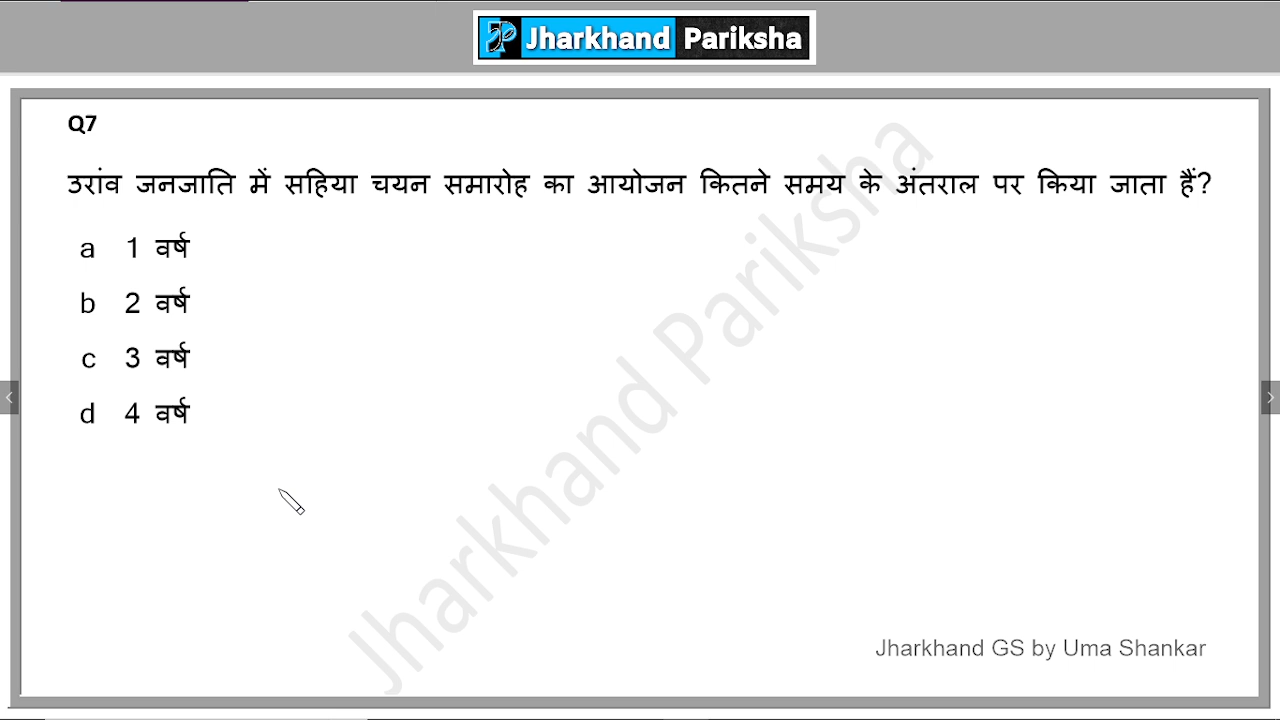 Jharkhand Pariksha
Q7
उरांव जनजाति में सहिया चयन समारोह का आयोजन कितने समय के अंतराल पर किया जाता हैं?
a 1 वर्ष
b 2 वर्ष
c 3 वर्ष
d 4 वर्ष
Jharkhand Pariksha
Jharkhand GS by Uma Shankar